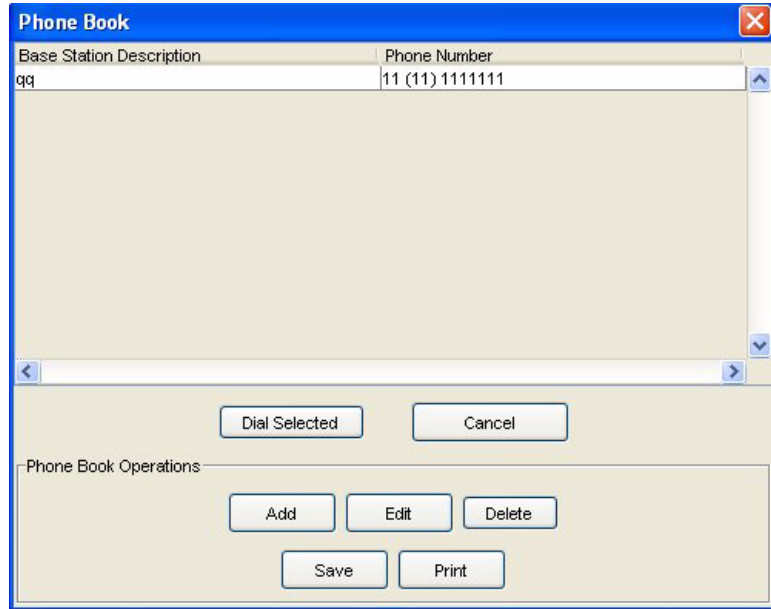 Phone Book
Base Station Description Phone Number
qq 11 (11) 1111111
Dial Selected Cancel
Phone Book Operations
Add Edit Delete
Save Print